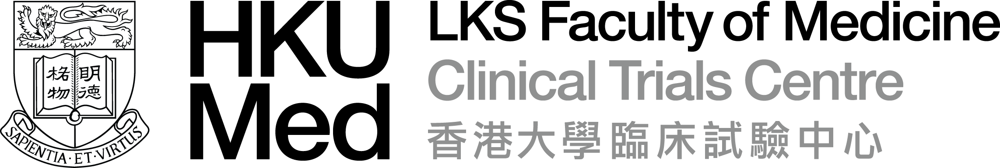 明德
格物
SAPIENTIA·ET·VIRTUS
HKU
Med
LKS Faculty of Medicine
Clinical Trials Centre
香港大學臨床試驗中心